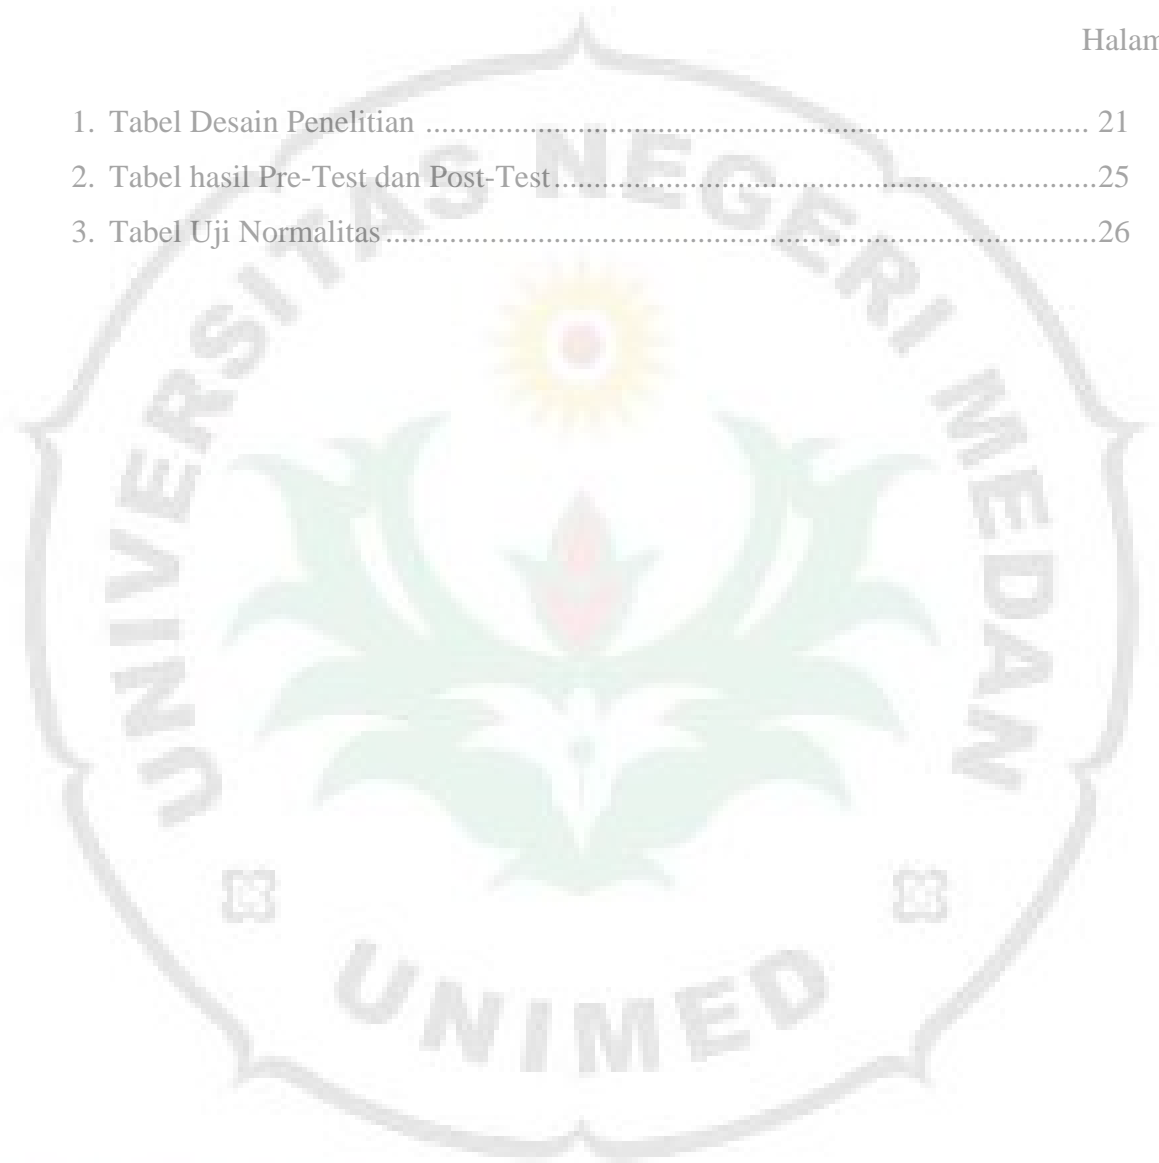 Halam
1. Tabel Desain Penelitian ................................................................................... 21
2. Tabel hasil Pre-Test dan Post-Test....................................................................25
3. Tabel Uji Normalitas.........................................................................................26
UNIVERSITAS NEGERI MEDAN
UNIMED